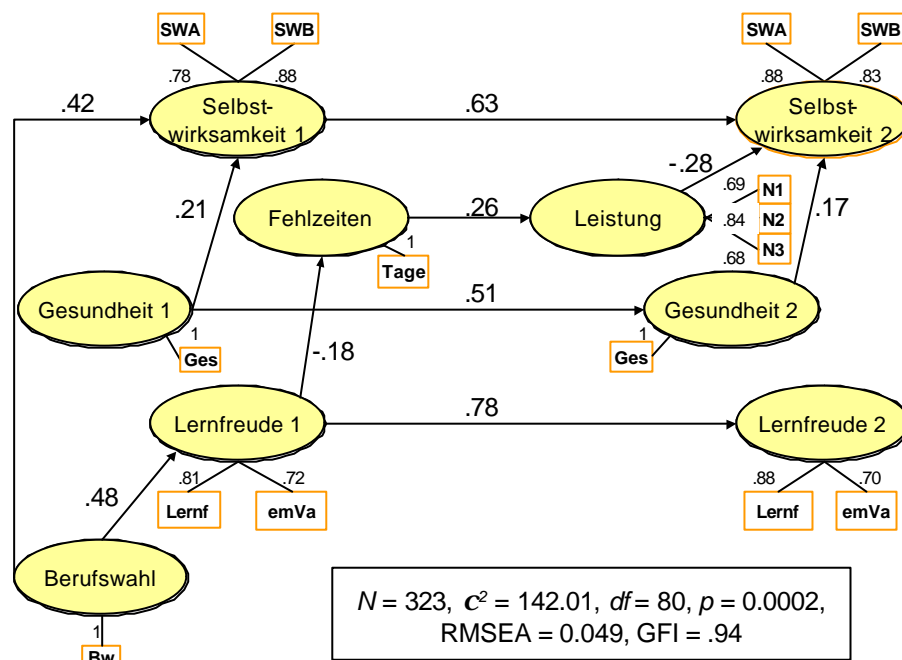 SWA SWB SWA SWB
.78 .88 .88 .83
.42 Selbst- .63 Selbst-
wirksamkeit 1 wirksamkeit 2
-.28
.69 N1
.21 Fehlzeiten .26 Leistung .84 N2 .17
1 Tage .68 N3
Gesundheit 1 .51 Gesundheit 2
1 Ges 1 Ges
-.18
Lernfreude 1 .78 Lernfreude 2
.81 .72 .88 .70
.48 Lernf emVa Lernf emVa
Berufswahl
1
Bw
N = 323, c² = 142.01, df = 80, p = 0.0002,
RMSEA = 0.049, GFI = .94